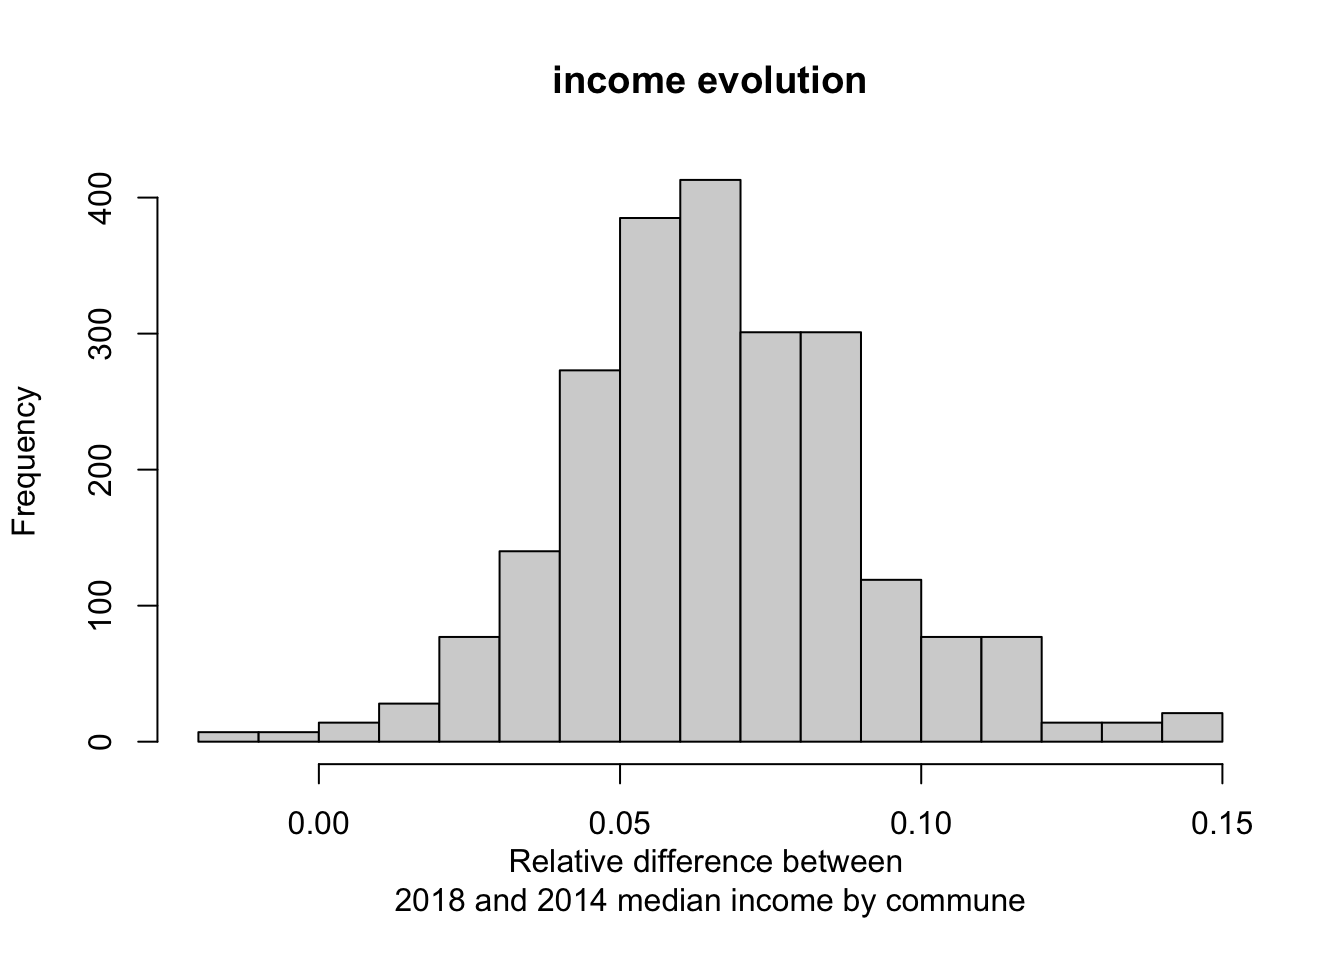 income evolution
400
300
200
100
0
Frequency
0.00 0.05 0.10 0.15
Relative difference between
2018 and 2014 median income by commune